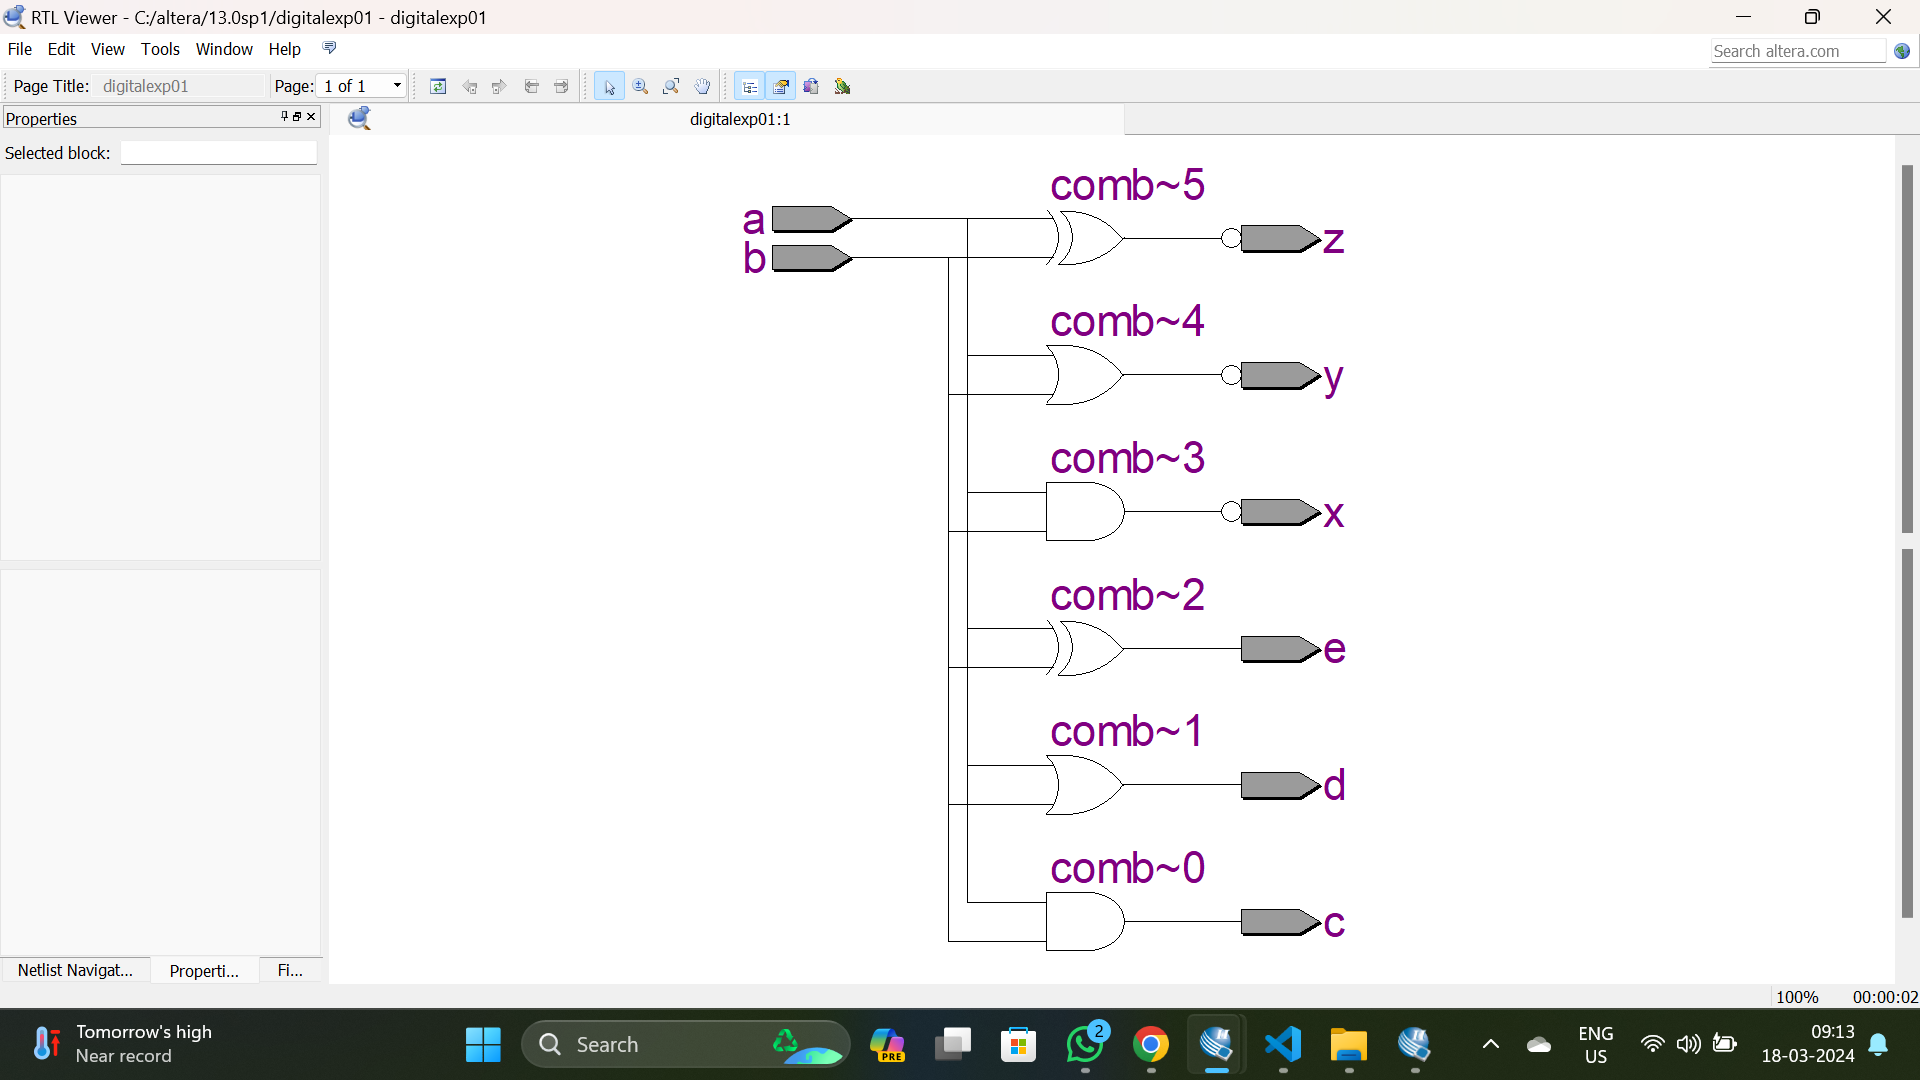 RTL Viewer - C:/altera/13.0sp1/digitalexp01 - digitalexp01
File Edit View Tools Window Help
Search altera.com
Page Title: digitalexp01 Page: 1 of 1
Properties
digitalexp01:1
Selected block:
comb~5
a
b
z
comb~4
y
comb~3
x
comb~2
e
comb~1
d
comb~0
c
Netlist Navigat... Properti... Fi...
100% 00:00:02
Tomorrow's high
Near record
Search
PRE
2
ENG
US
09:13
18-03-2024